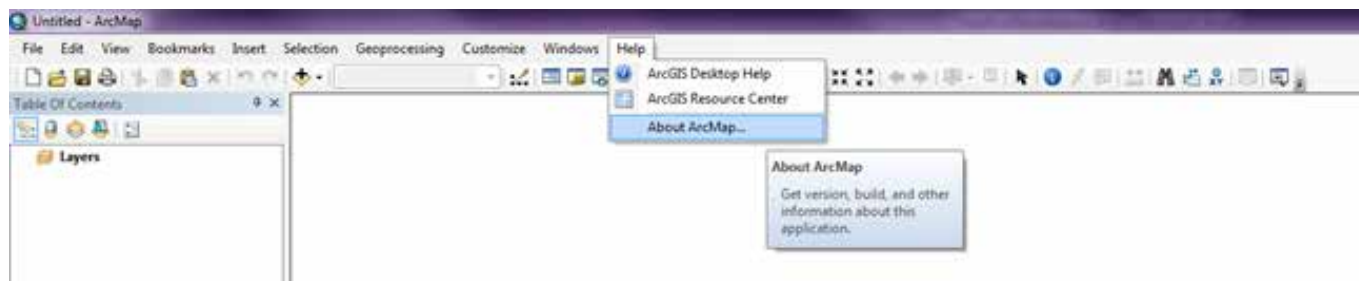 Untitled - ArcMap
File Edit View Bookmarks Insert Selection Geoprocessing Customize Windows Help
ArcGIS Desktop Help
Table Of Contents
ArcGIS Resource Center
About ArcMap...
Layers
About ArcMap
Get version, build, and other
information about this
application.